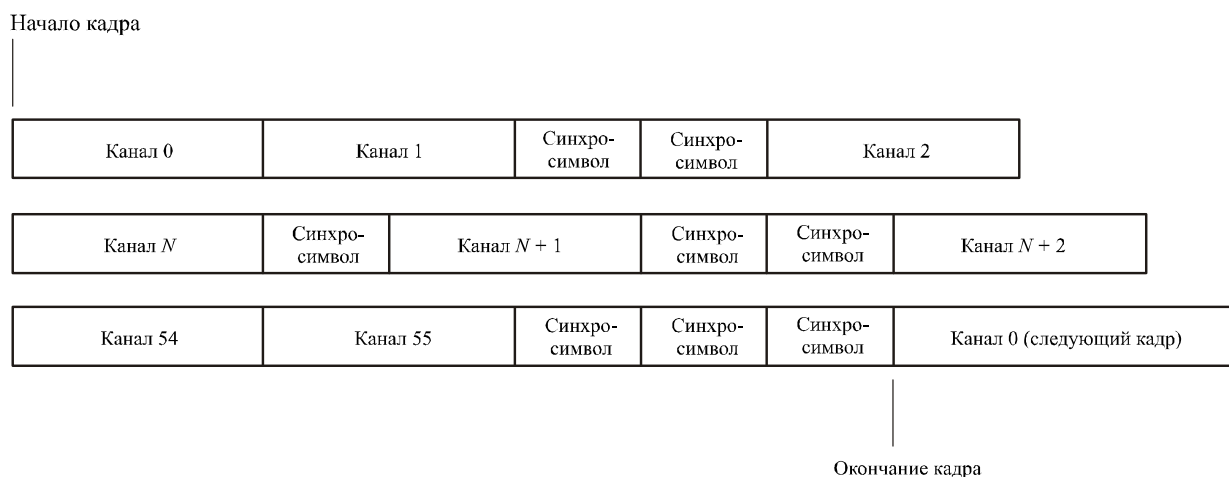 Начало кадра
Канал 0
Канал 1
Синхро-
символ
Синхро-
символ
Канал 2
Канал N
Синхро-
символ
Канал N + 1
Синхро-
символ
Синхро-
символ
Канал N + 2
Канал 54
Канал 55
Синхро-
символ
Синхро-
символ
Синхро-
символ
Канал 0 (следующий кадр)
Окончание кадра